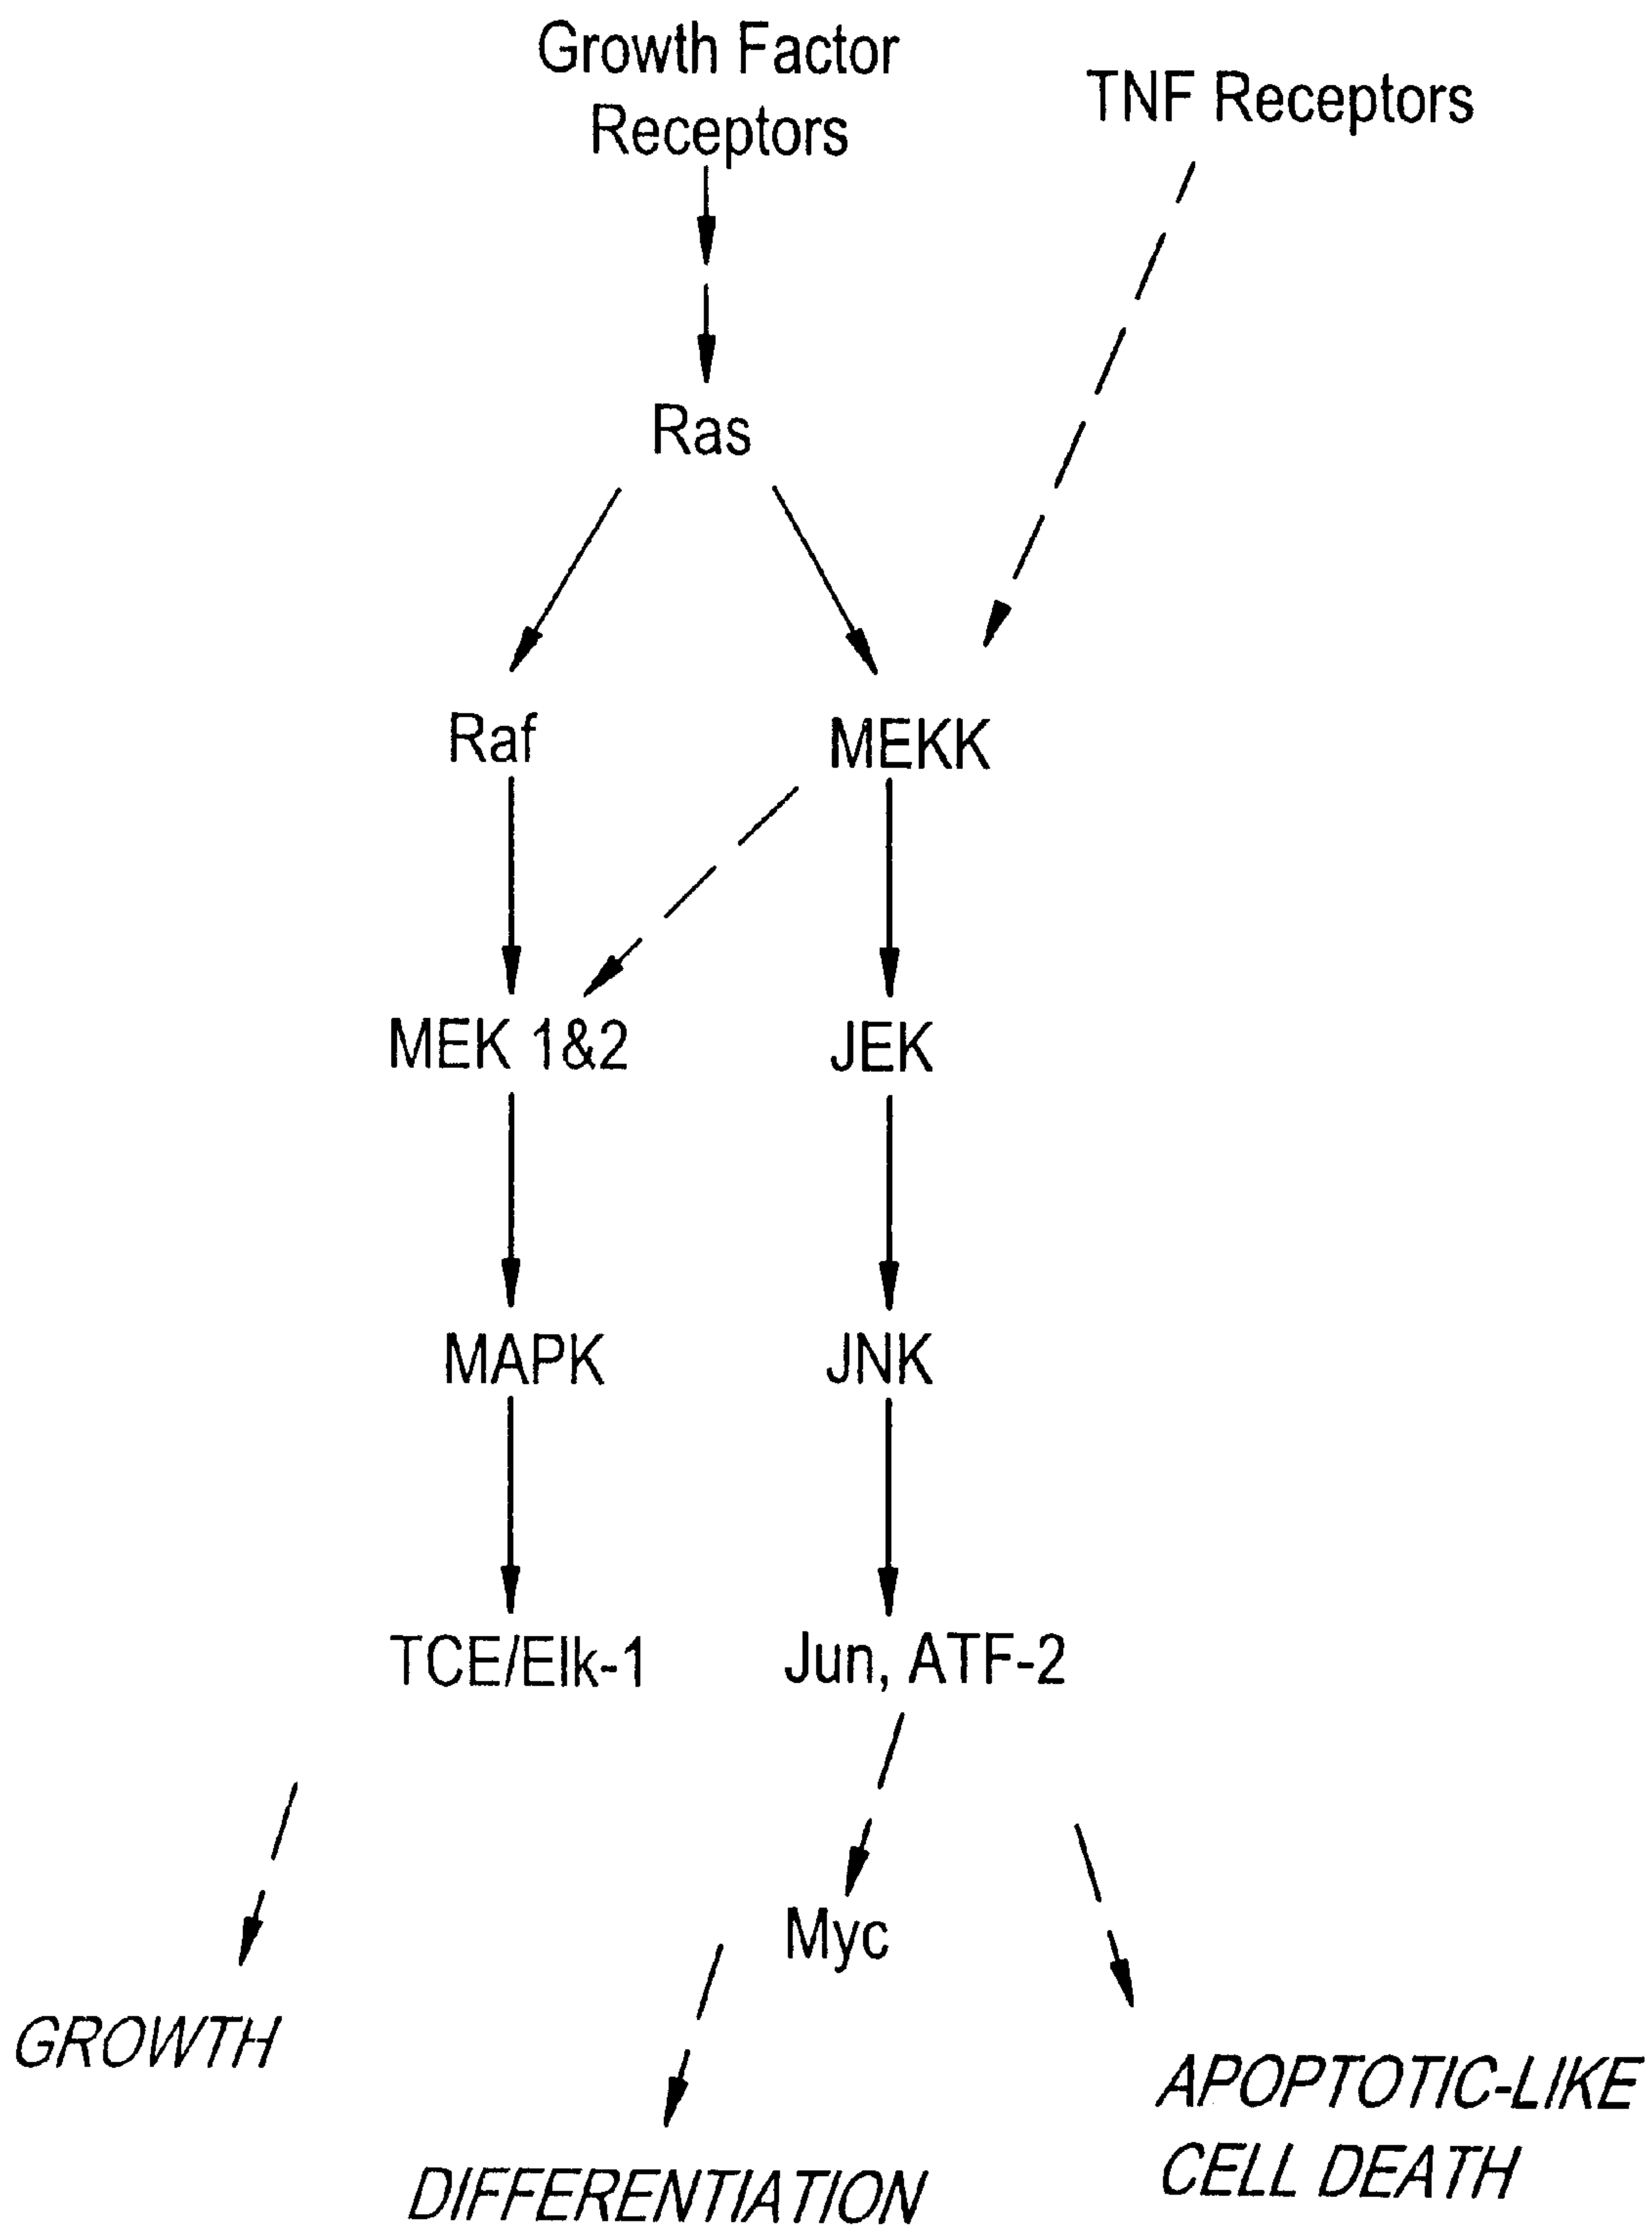 Growth Factor
Receptors
TNF Receptors
Ras
Raf
MEKK
MEK 1&2
JEK
MAPK
JNK
TCE/Elk-1
Jun, ATF-2
Myc
GROWTH
APOPTOTIC-LIKE
CELL DEATH
DIFFERENTIATION